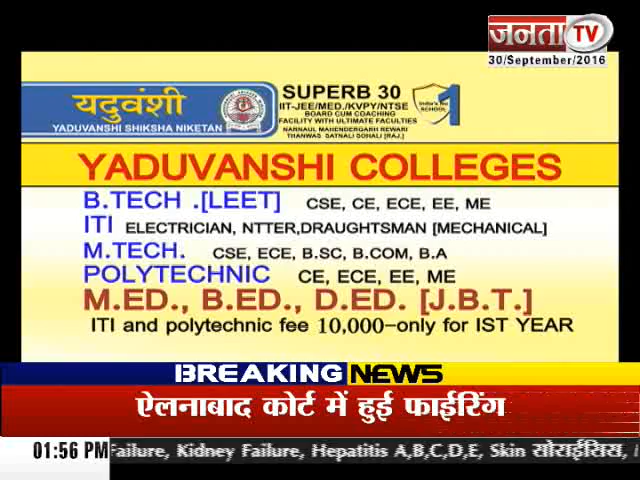 जनता TV
30/September/2016
यदुवंशी
YADUVANSHI SHIKSHA NIKETAN
SUPERB 30
IIT-JEE/MED./KVPY/NTSE
BOARD CUM COACHING
FACILITY WITH ULTIMATE FACULTIES
NARNAUL MAHENDERGARH REWARI
THANWAS SATNALI SOHALI [RAJ.]
India's No
SCHOOL
1
YADUVANSHI COLLEGES
B.TECH .[LEET] CSE, CE, ECE, EE, ME
ITI ELECTRICIAN, NTTER,DRAUGHTSMAN [MECHANICAL]
M.TECH. CSE, ECE, B.SC, B.COM, B.A
POLYTECHNIC CE, ECE, EE, ME
M.ED., B.ED., D.ED. [J.B.T.]
ITI and polytechnic fee 10,000-only for IST YEAR
BREAKING NEWS
ऐलनाबाद कोर्ट में हुई फाईरिंग
01:56 PM Failure, Kidney Failure, Hepatitis A,B,C,D,E, Skin सोराईसिस,